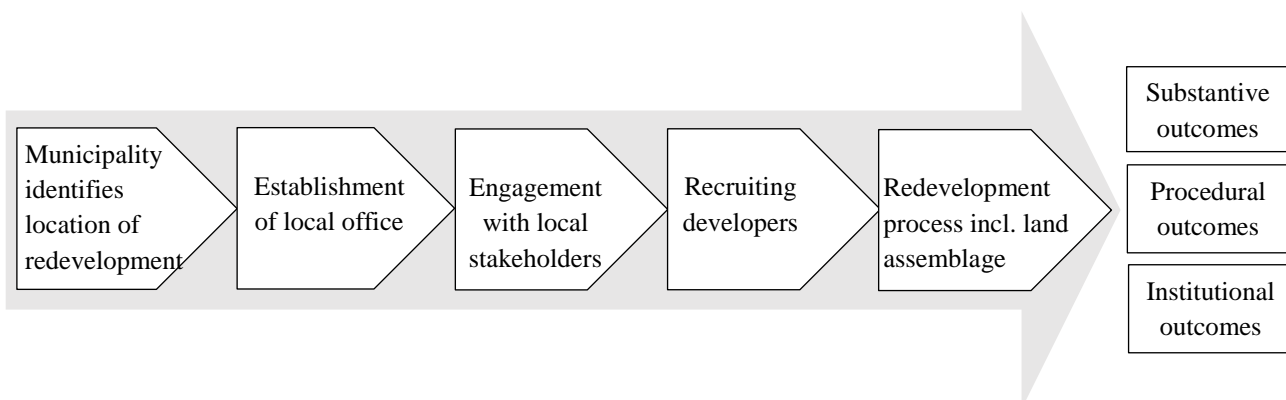 Municipality
identifies
location of
redevelopment
Establishment
of local office
Engagement
with local
stakeholders
Recruiting
developers
Redevelopment
process incl. land
assemblage
Substantive
outcomes
Procedural
outcomes
Institutional
outcomes